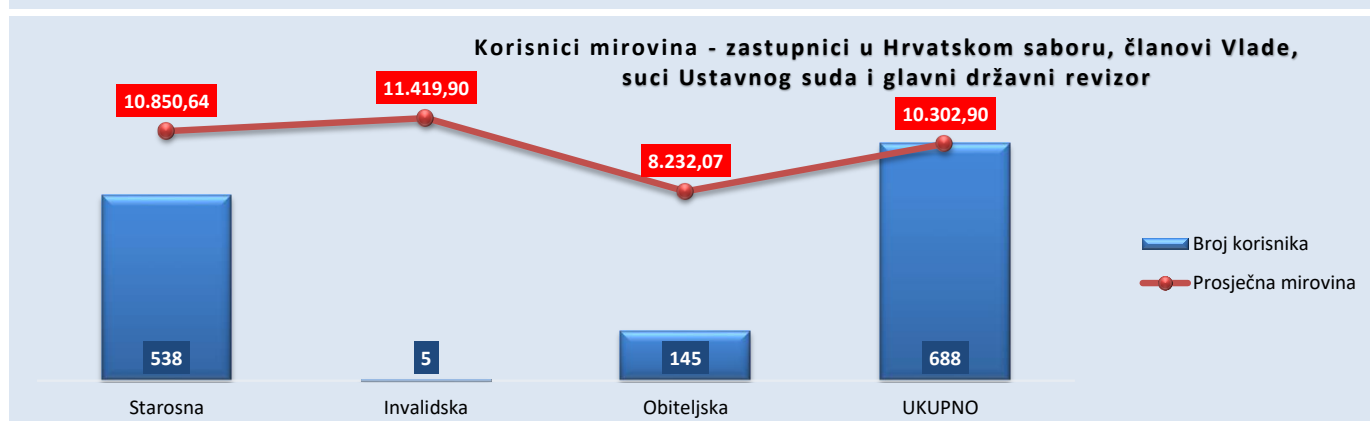 Korisnici mirovina - zastupnici u Hrvatskom saboru, članovi Vlade,
suci Ustavnog suda i glavni državni revizor
10.850,64
11.419,90
8.232,07
10.302,90
538
5
145
688
Starosna
Invalidska
Obiteljska
UKUPNO
Broj korisnika
Prosječna mirovina